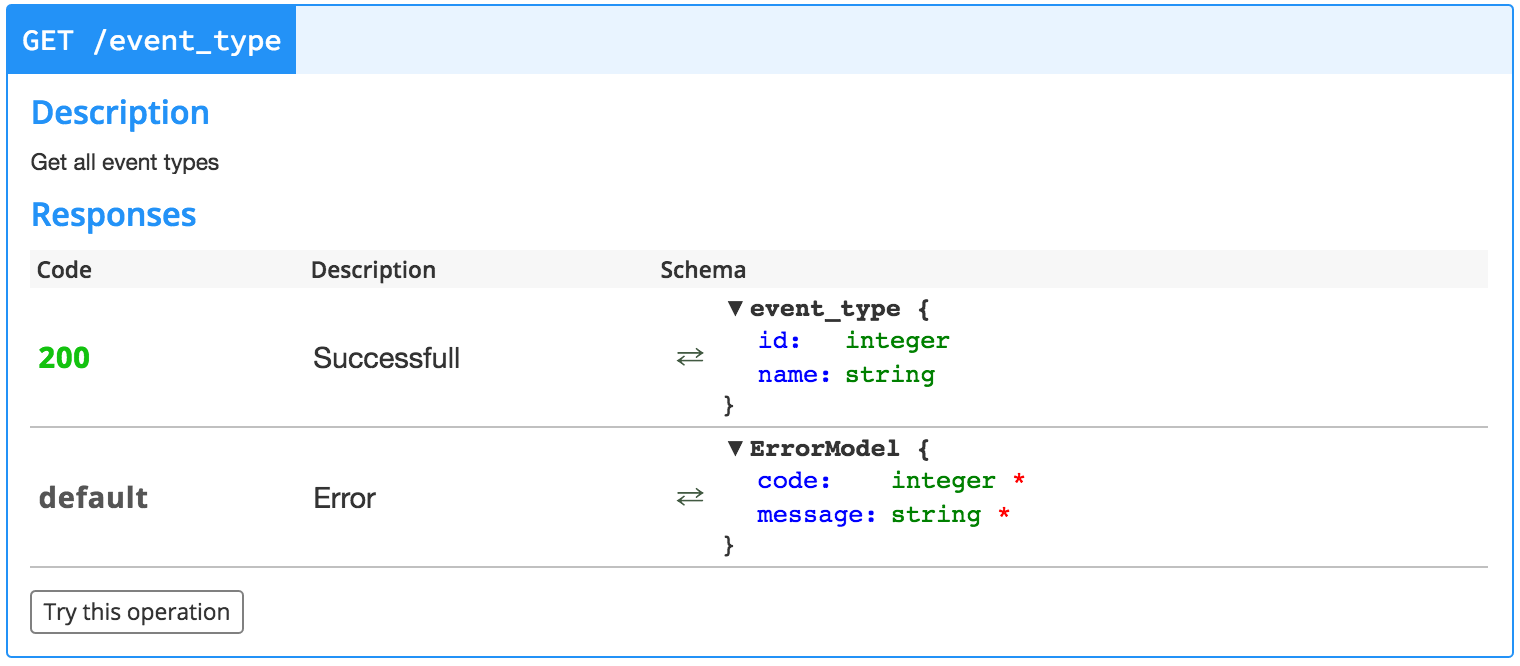 GET /event_type
Description
Get all event types
Responses
Code Description Schema
200 Successfull ⇄ ▼ event_type {
id: integer
name: string
}
default Error ⇄ ▼ ErrorModel {
code: integer *
message: string *
}
Try this operation